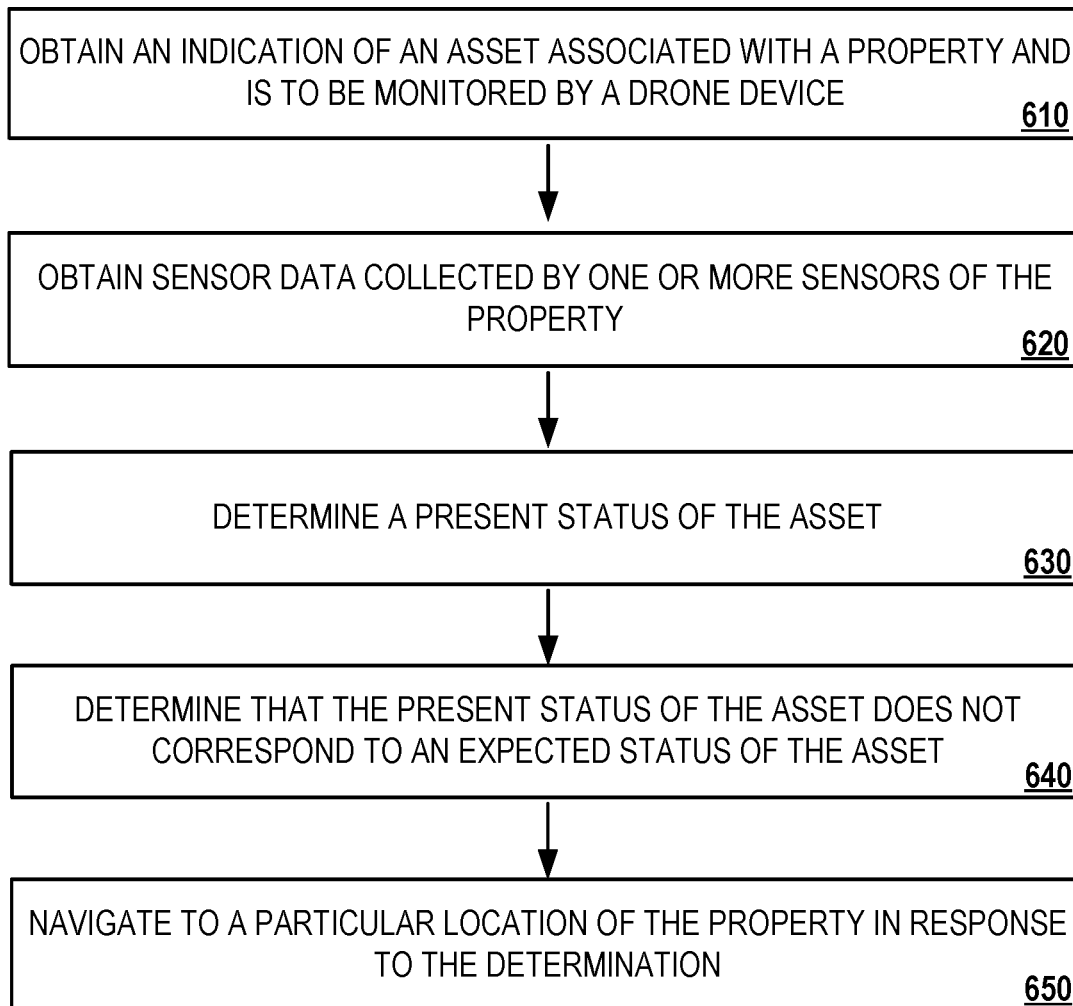 OBTAIN AN INDICATION OF AN ASSET ASSOCIATED WITH A PROPERTY AND
IS TO BE MONITORED BY A DRONE DEVICE
610
OBTAIN SENSOR DATA COLLECTED BY ONE OR MORE SENSORS OF THE
PROPERTY
620
DETERMINE A PRESENT STATUS OF THE ASSET
630
DETERMINE THAT THE PRESENT STATUS OF THE ASSET DOES NOT
CORRESPOND TO AN EXPECTED STATUS OF THE ASSET
640
NAVIGATE TO A PARTICULAR LOCATION OF THE PROPERTY IN RESPONSE
TO THE DETERMINATION
650